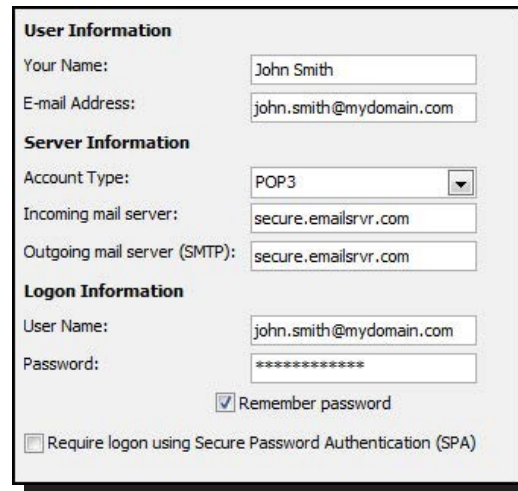 User Information
Your Name: John Smith
E-mail Address: john.smith@mydomain.com
Server Information
Account Type: POP3
Incoming mail server: secure.emailsrvr.com
Outgoing mail server (SMTP): secure.emailsrvr.com
Logon Information
User Name: john.smith@mydomain.com
Password: ************
Remember password
Require logon using Secure Password Authentication (SPA)